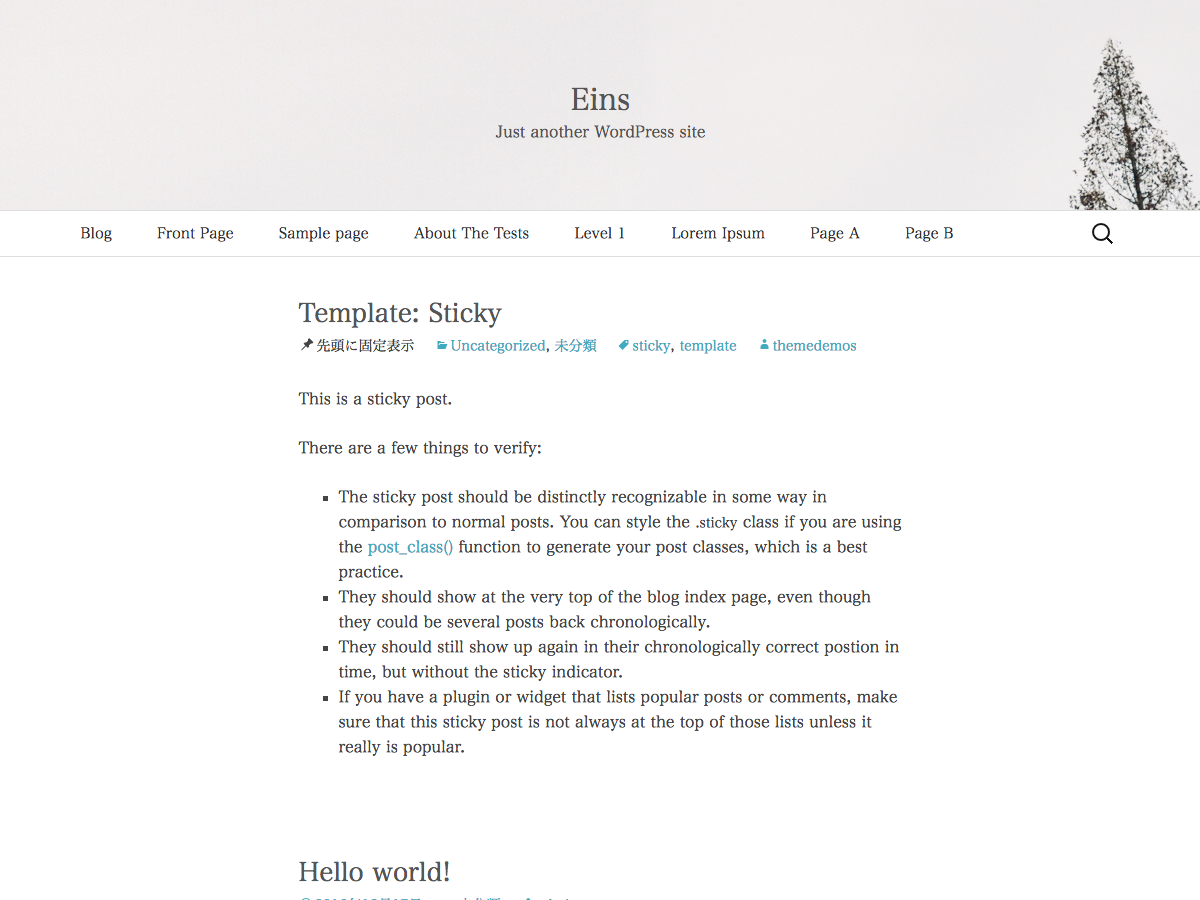 Eins
Just another WordPress site
Blog Front Page Sample page About The Tests Level 1 Lorem Ipsum Page A Page B
Template: Sticky
先頭に固定表示 Uncategorized, 未分類 sticky, template themedemos
This is a sticky post.
There are a few things to verify:
The sticky post should be distinctly recognizable in some way in
comparison to normal posts. You can style the .sticky class if you are using
the post_class() function to generate your post classes, which is a best
practice.
They should show at the very top of the blog index page, even though
they could be several posts back chronologically.
They should still show up again in their chronologically correct postion in
time, but without the sticky indicator.
If you have a plugin or widget that lists popular posts or comments, make
sure that this sticky post is not always at the top of those lists unless it
really is popular.
Hello world!